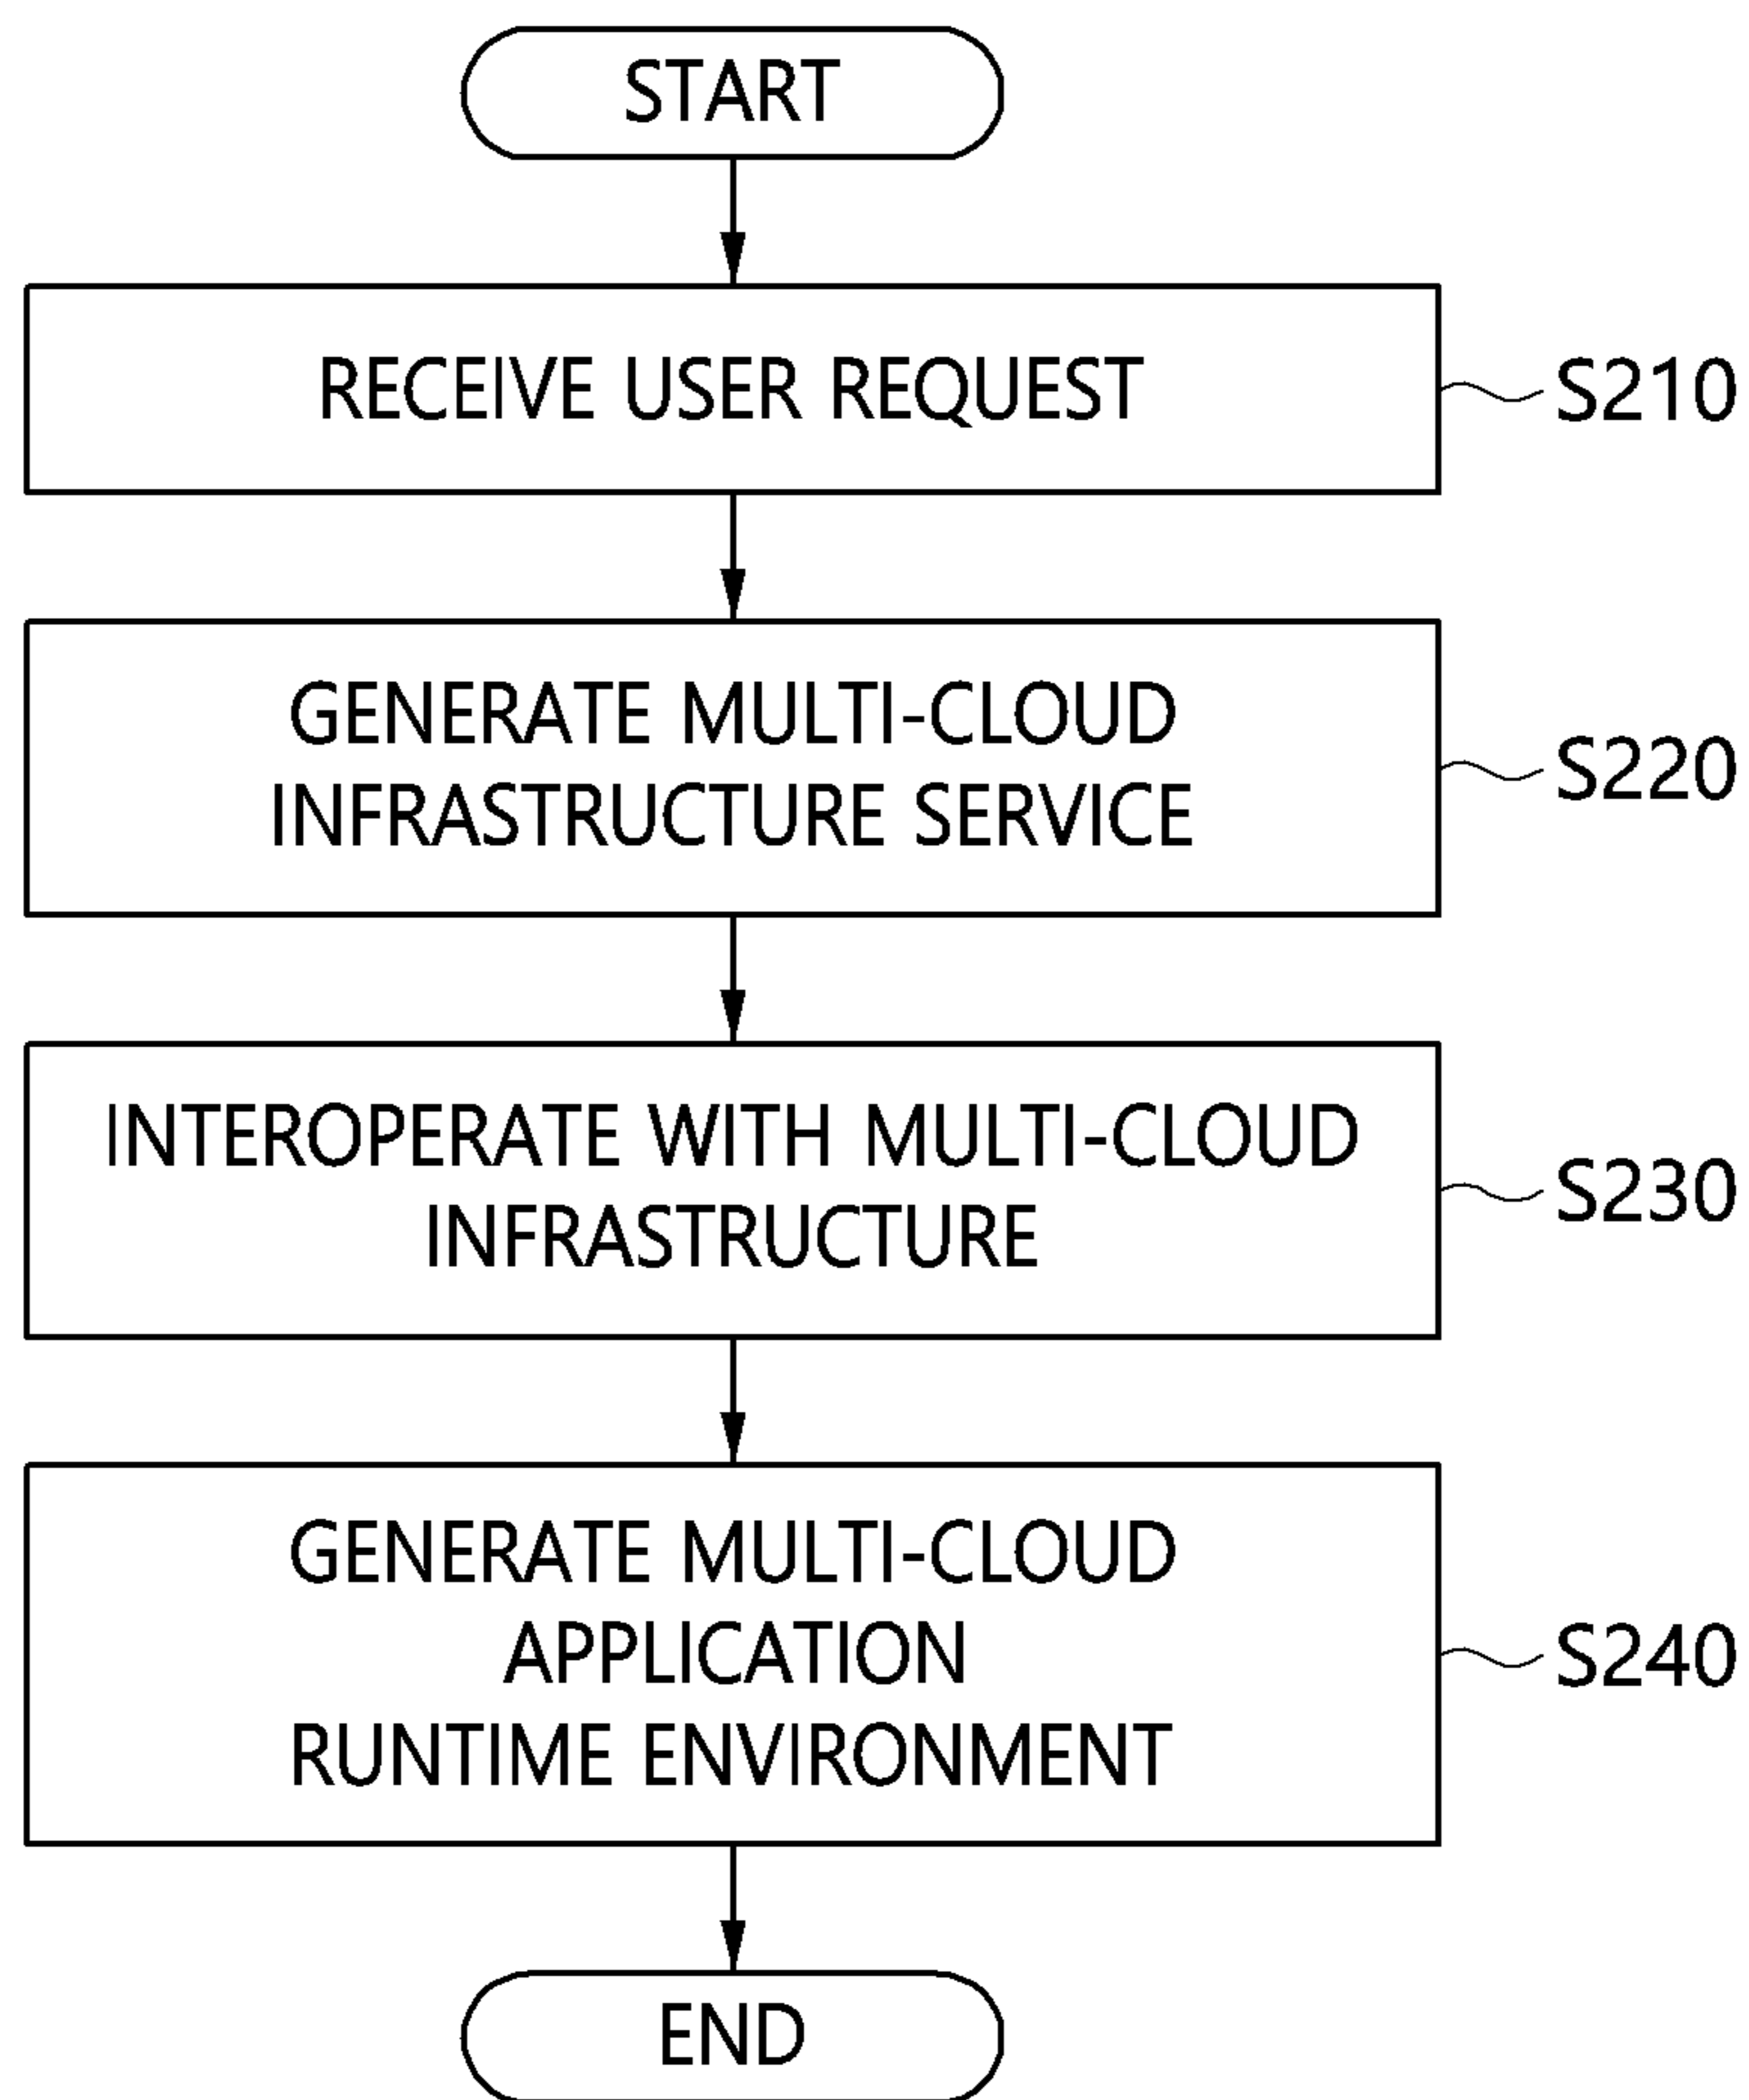 START
RECEIVE USER REQUEST
S210
GENERATE MULTI-CLOUD
INFRASTRUCTURE SERVICE
S220
INTEROPERATE WITH MULTI-CLOUD
INFRASTRUCTURE
S230
GENERATE MULTI-CLOUD
APPLICATION
RUNTIME ENVIRONMENT
S240
END